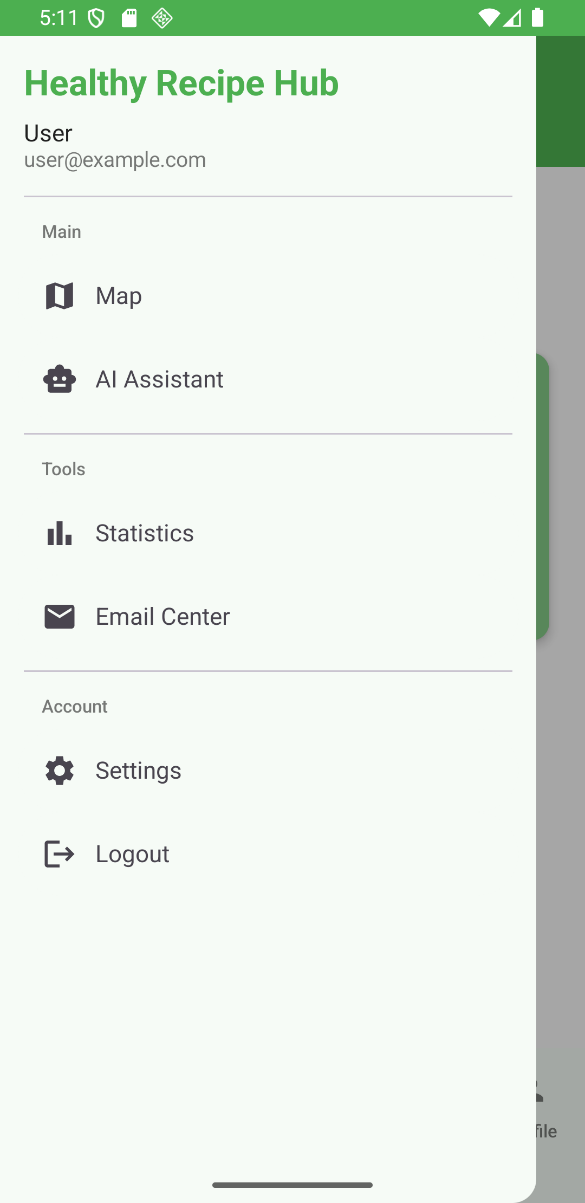 5:11
Healthy Recipe Hub
User
user@example.com
Main
Map
AI Assistant
Tools
Statistics
Email Center
Account
Settings
Logout
file